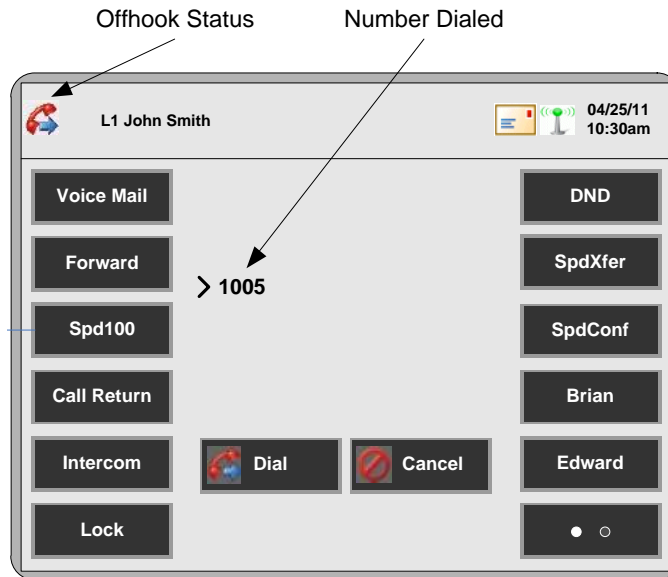 Offhook Status
Number Dialed
L1 John Smith
04/25/11
10:30am
Voice Mail
DND
Forward
SpdXfer
> 1005
Spd100
SpdConf
Call Return
Brian
Intercom
Dial
Cancel
Edward
Lock